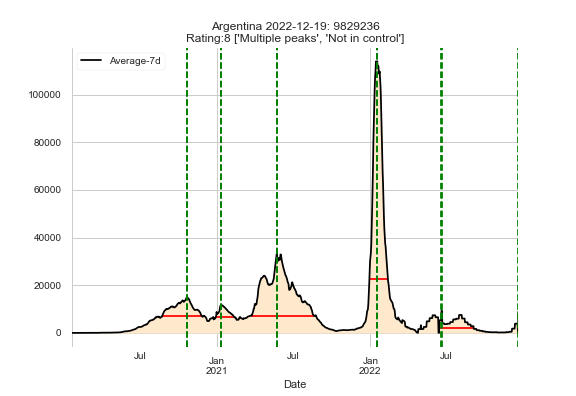 Argentina 2022-12-19: 9829236
Rating:8 ['Multiple peaks', 'Not in control']
Average-7d
100000
80000
60000
40000
20000
0
Jul
Jan
2021
Jul
Jan
2022
Jul
Date